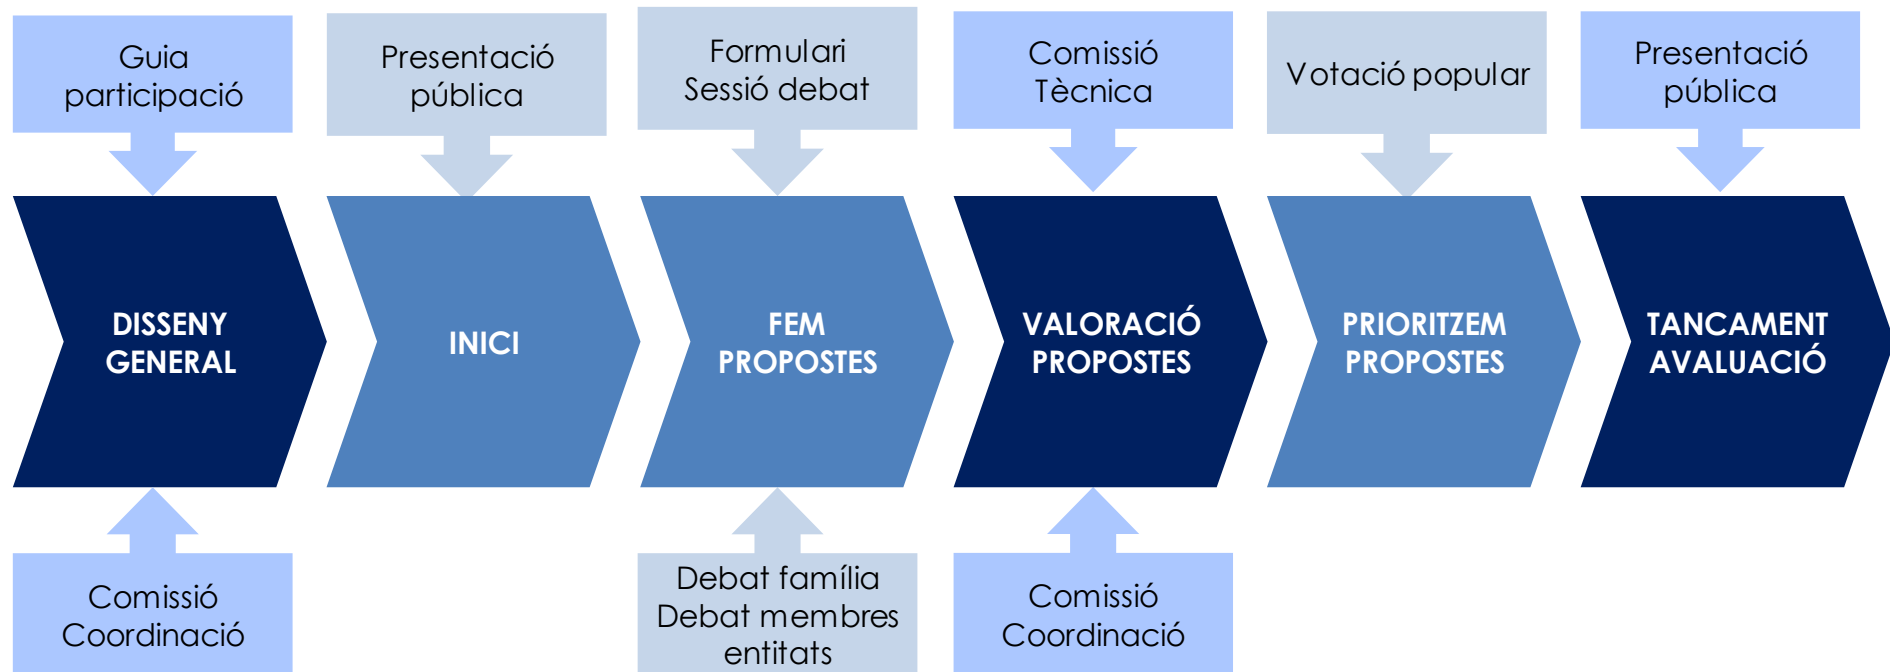 Guia
participació
Presentació
pública
Formulari
Sessió debat
Comissió
Tècnica
Votació popular
Presentació
pública
DISSENY
GENERAL
INICI
FEM
PROPOSTES
VALORACIÓ
PROPOSTES
PRIORITZEM
PROPOSTES
TANCAMENT
AVALUACIÓ
Comissió
Coordinació
Debat família
Debat membres
entitats
Comissió
Coordinació